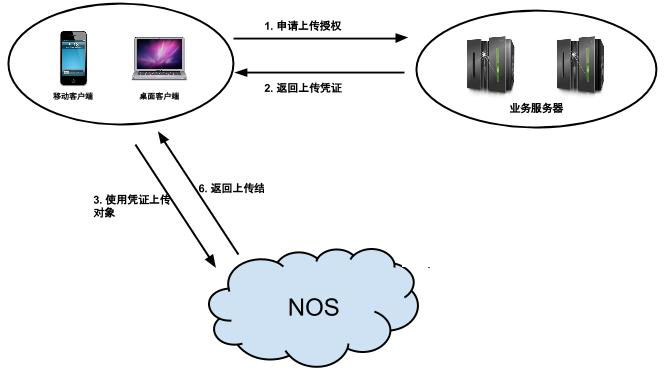 1. 申请上传授权
2. 返回上传凭证
移动客户端
桌面客户端
业务服务器
3. 使用凭证上传
对象
6. 返回上传结
NOS